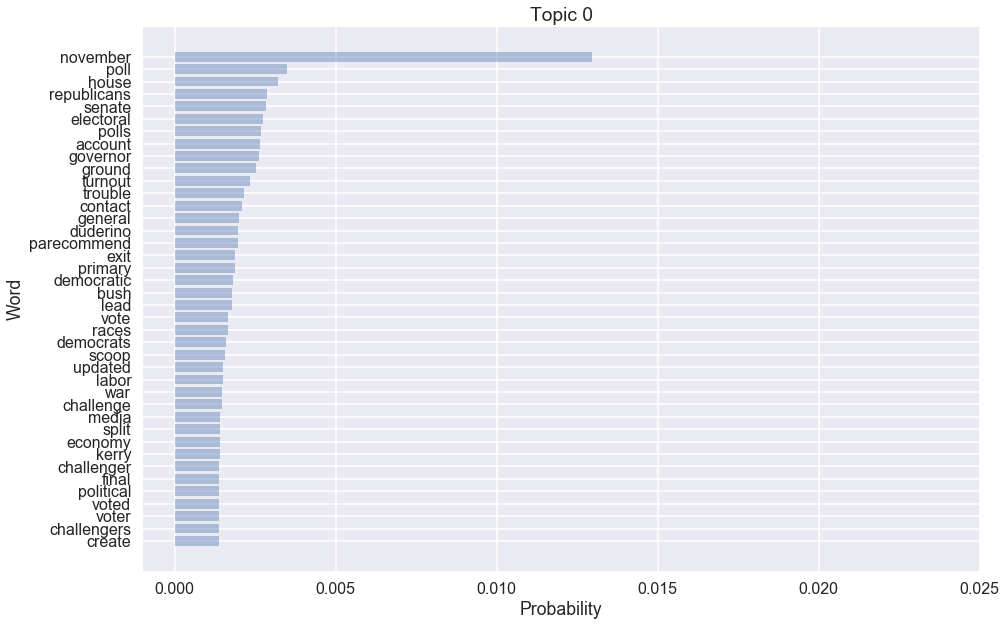 Topic 0
Word
november
poll
house
republicans
senate
electoral
polls
account
governor
ground
turnout
trouble
contact
general
duderino
parecommend
exit
primary
democratic
bush
lead
vote
races
democrats
scoop
updated
labor
war
challenge
media
split
economy
kerry
challenger
final
political
voted
voter
challengers
create
0.000 0.005 0.010 0.015 0.020 0.025
Probability